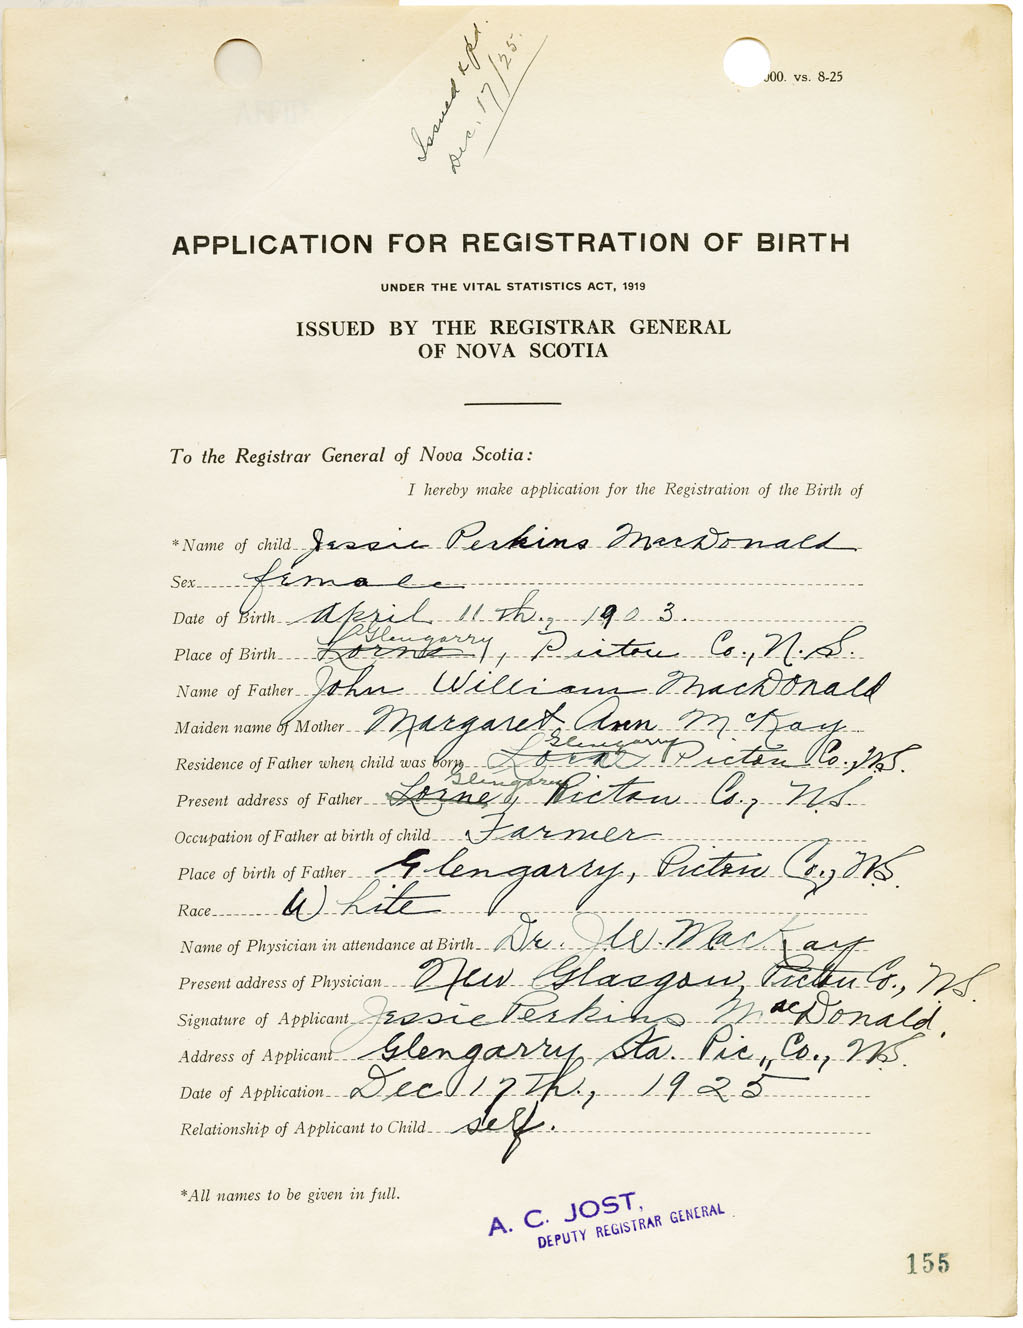 Issued & pd.
Dec. 17/25.
000. vs. 8-25
APPLICATION FOR REGISTRATION OF BIRTH
UNDER THE VITAL STATISTICS ACT, 1919
ISSUED BY THE REGISTRAR GENERAL
OF NOVA SCOTIA
To the Registrar General of Nova Scotia:
I hereby make application for the Registration of the Birth of
*Name of child Jessie Perkins MacDonald
Sex female
Date of Birth April 11th., 1903.
Glengarry
Place of Birth Lorne, Pictou Co., N.S.
Name of Father John William MacDonald
Maiden name of Mother Margaret Ann McKay
Glengarry
Residence of Father when child was born Lorne Pictou Co., N.S.
Glengarry
Present address of Father Lorne, Pictou Co., N.S.
Occupation of Father at birth of child Farmer
Place of birth of Father Glengarry, Pictou Co., N.S.
Race White
Name of Physician in attendance at Birth Dr. J.W. MacKay
Present address of Physician New Glasgow, Pictou Co., N.S.
Signature of Applicant Jessie Perkins MacDonald.
Address of Applicant Glengarry Sta. Pic., Co., N.S.
Date of Application Dec 17th., 1925
Relationship of Applicant to Child self.
*All names to be given in full.
A. C. JOST,
DEPUTY REGISTRAR GENERAL
155